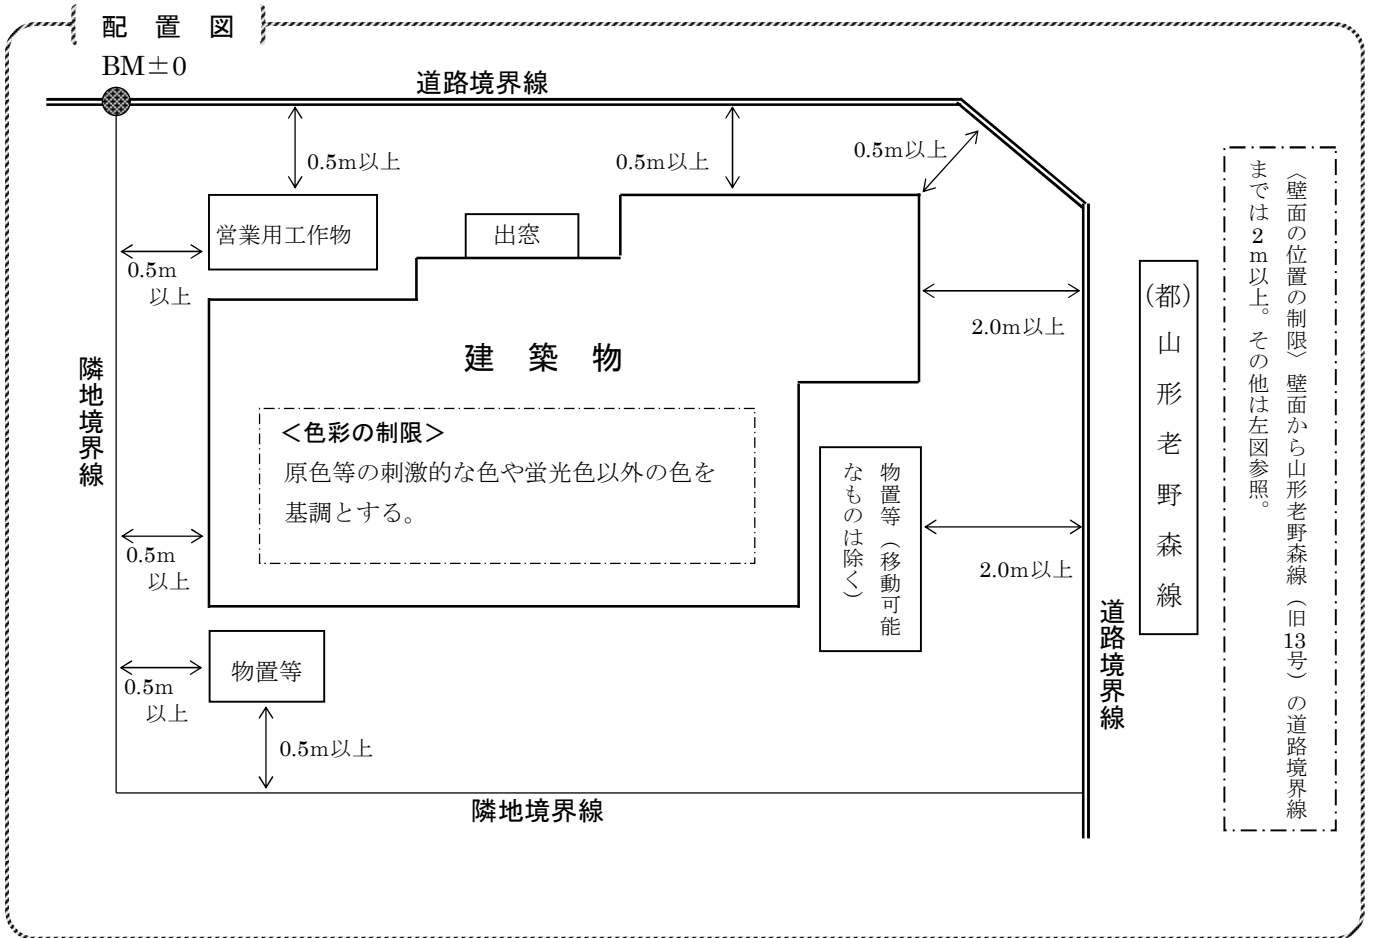 配 置 図
BM±0
道路境界線
0.5m以上
0.5m以上
0.5m以上
営業用工作物
出窓
0.5m
以上
2.0m以上
建 築 物
隣地境界線
＜色彩の制限＞
原色等の刺激的な色や蛍光色以外の色を
基調とする。
物置等（移動可能
なものは除く）
0.5m
以上
2.0m以上
物置等
0.5m
以上
0.5m以上
隣地境界線
道路境界線
(都)山形老野森線
〈壁面の位置の制限〉壁面から山形老野森線（旧13号）の道路境界線
までは2m以上。その他は左図参照。